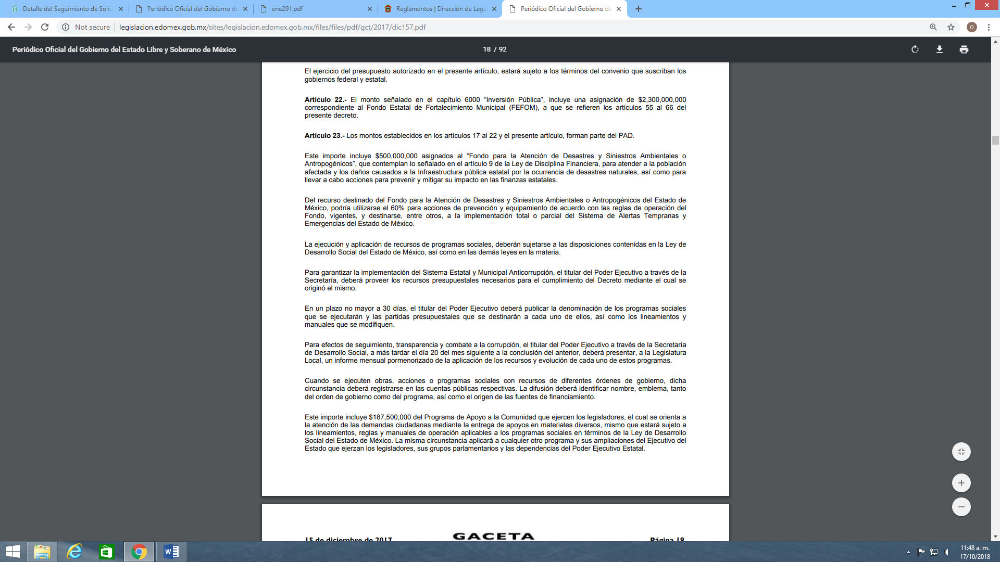 Detalle del Seguimiento de Solici
Periódico Oficial del Gobierno de
ene291.pdf
Reglamentos | Dirección de Lega
Periódico Oficial del Gobierno de
Not secure
legislacion.edomex.gob.mx/sites/legislacion.edomex.gob.mx/files/files/pdf/gct/2017/dic157.pdf
O
Periódico Oficial del Gobierno del Estado Libre y Soberano de México
18 / 92
El ejercicio del presupuesto autorizado en el presente artículo, estará sujeto a los términos del convenio que suscriban los
gobiernos federal y estatal.
Artículo 22.- El monto señalado en el capítulo 6000 “Inversión Pública”, incluye una asignación de $2,300,000,000
correspondiente al Fondo Estatal de Fortalecimiento Municipal (FEFOM), a que se refieren los artículos 55 al 66 del
presente decreto.
Artículo 23.- Los montos establecidos en los artículos 17 al 22 y el presente artículo, forman parte del PAD.
Este importe incluye $500,000,000 asignados al “Fondo para la Atención de Desastres y Siniestros Ambientales o
Antropogénicos”, que contemplan lo señalado en el artículo 9 de la Ley de Disciplina Financiera, para atender a la población
afectada y los daños causados a la Infraestructura pública estatal por la ocurrencia de desastres naturales, así como para
llevar a cabo acciones para prevenir y mitigar su impacto en las finanzas estatales.
Del recurso destinado del Fondo para la Atención de Desastres y Siniestros Ambientales o Antropogénicos del Estado de
México, podría utilizarse el 60% para acciones de prevención y equipamiento de acuerdo con las reglas de operación del
Fondo, vigentes, y destinarse, entre otros, a la implementación total o parcial del Sistema de Alertas Tempranas y
Emergencias del Estado de México.
La ejecución y aplicación de recursos de programas sociales, deberán sujetarse a las disposiciones contenidas en la Ley de
Desarrollo Social del Estado de México, así como en las demás leyes en la materia.
Para garantizar la implementación del Sistema Estatal y Municipal Anticorrupción, el titular del Poder Ejecutivo a través de la
Secretaría, deberá proveer los recursos presupuestales necesarios para el cumplimiento del Decreto mediante el cual se
originó el mismo.
En un plazo no mayor a 30 días, el titular del Poder Ejecutivo deberá publicar la denominación de los programas sociales
que se ejecutarán y las partidas presupuestales que se destinarán a cada uno de ellos, así como los lineamientos y
manuales que se modifiquen.
Para efectos de seguimiento, transparencia y combate a la corrupción, el titular del Poder Ejecutivo a través de la Secretaría
de Desarrollo Social, a más tardar el día 20 del mes siguiente a la conclusión del anterior, deberá presentar, a la Legislatura
Local, un informe mensual pormenorizado de la aplicación de los recursos y evolución de cada uno de estos programas.
Cuando se ejecuten obras, acciones o programas sociales con recursos de diferentes órdenes de gobierno, dicha
circunstancia deberá registrarse en las cuentas públicas respectivas. La difusión deberá identificar nombre, emblema, tanto
del orden de gobierno como del programa, así como el origen de las fuentes de financiamiento.
Este importe incluye $187,500,000 del Programa de Apoyo a la Comunidad que ejercen los legisladores, el cual se orienta a
la atención de las demandas ciudadanas mediante la entrega de apoyos en materiales diversos, mismo que estará sujeto a
los lineamientos, reglas y manuales de operación aplicables a los programas sociales en términos de la Ley de Desarrollo
Social del Estado de México. La misma circunstancia aplicará a cualquier otro programa y sus ampliaciones del Ejecutivo del
Estado que ejerzan los legisladores, sus grupos parlamentarios y las dependencias del Poder Ejecutivo Estatal.
15 de diciembre de 2017
GACETA
Página 19
11:48 a. m.
17/10/2018